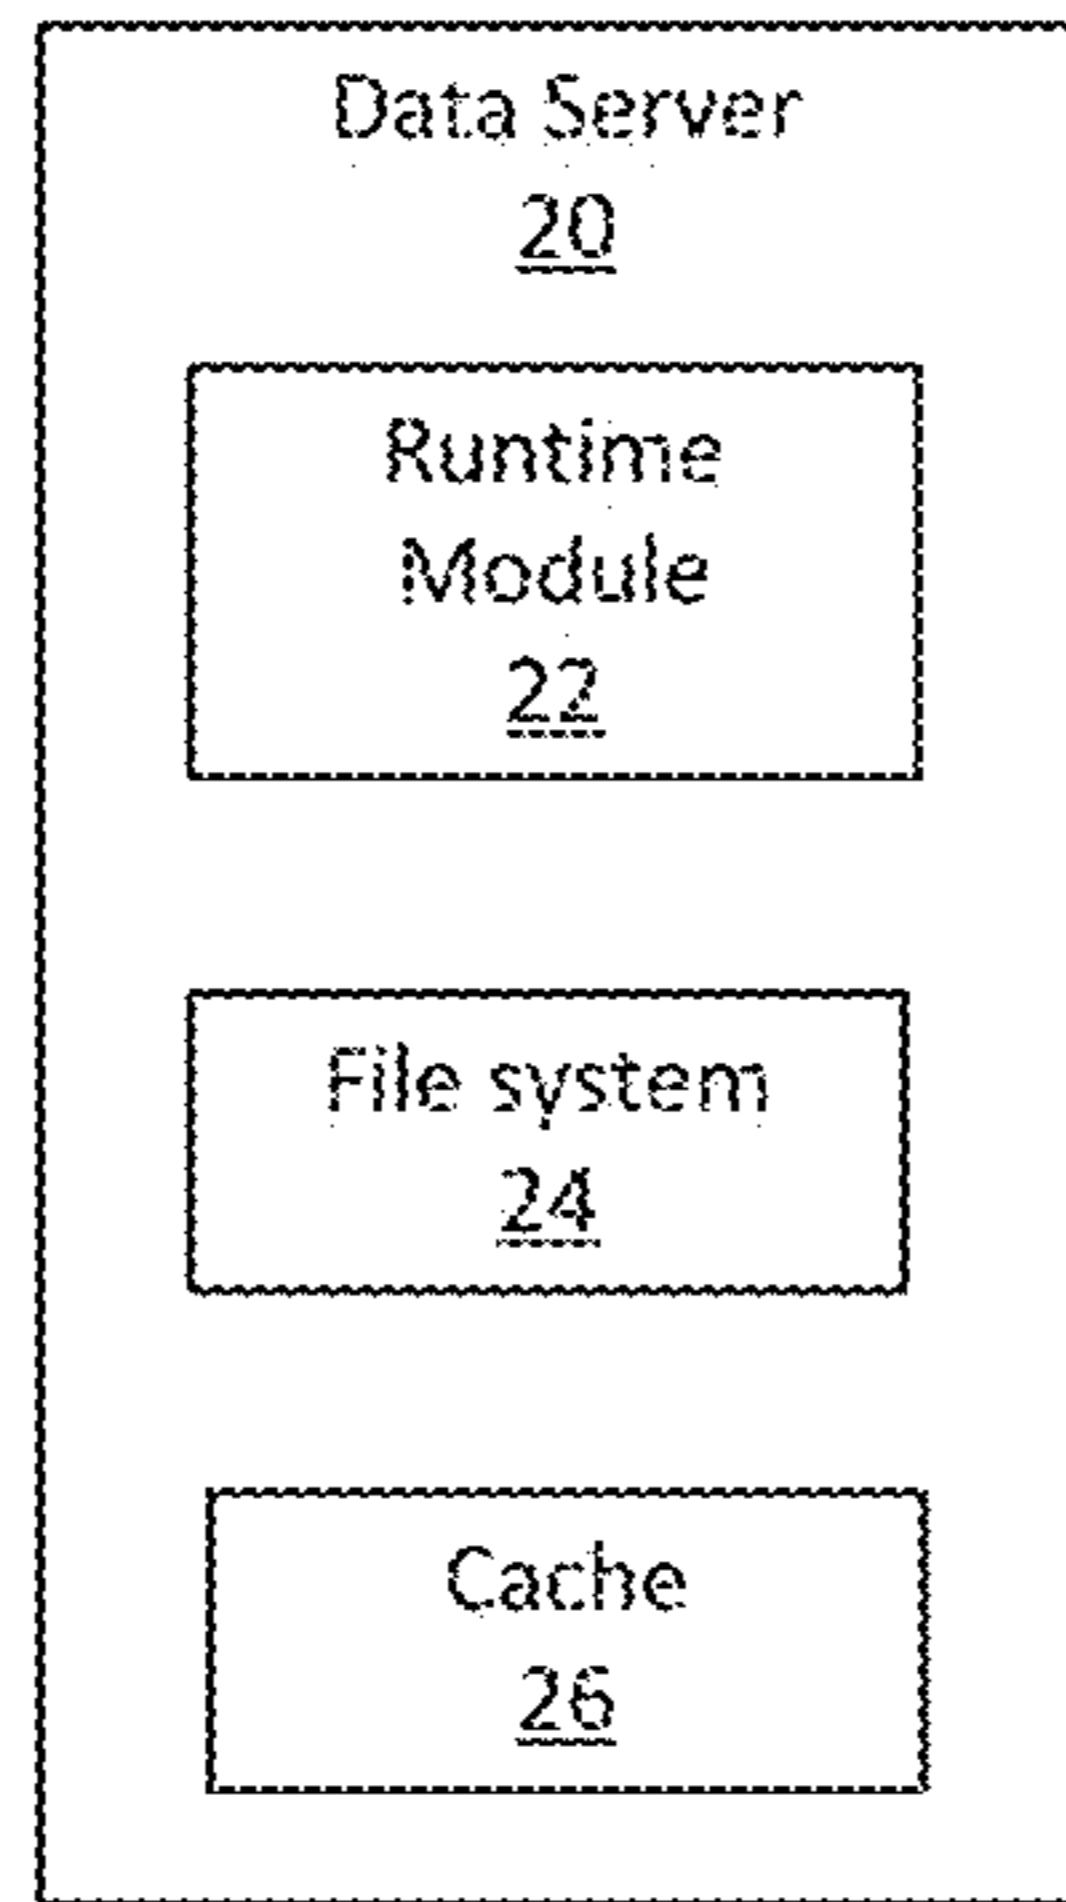 Data Server
20
Runtime
Module
22
File system
24
Cache
26